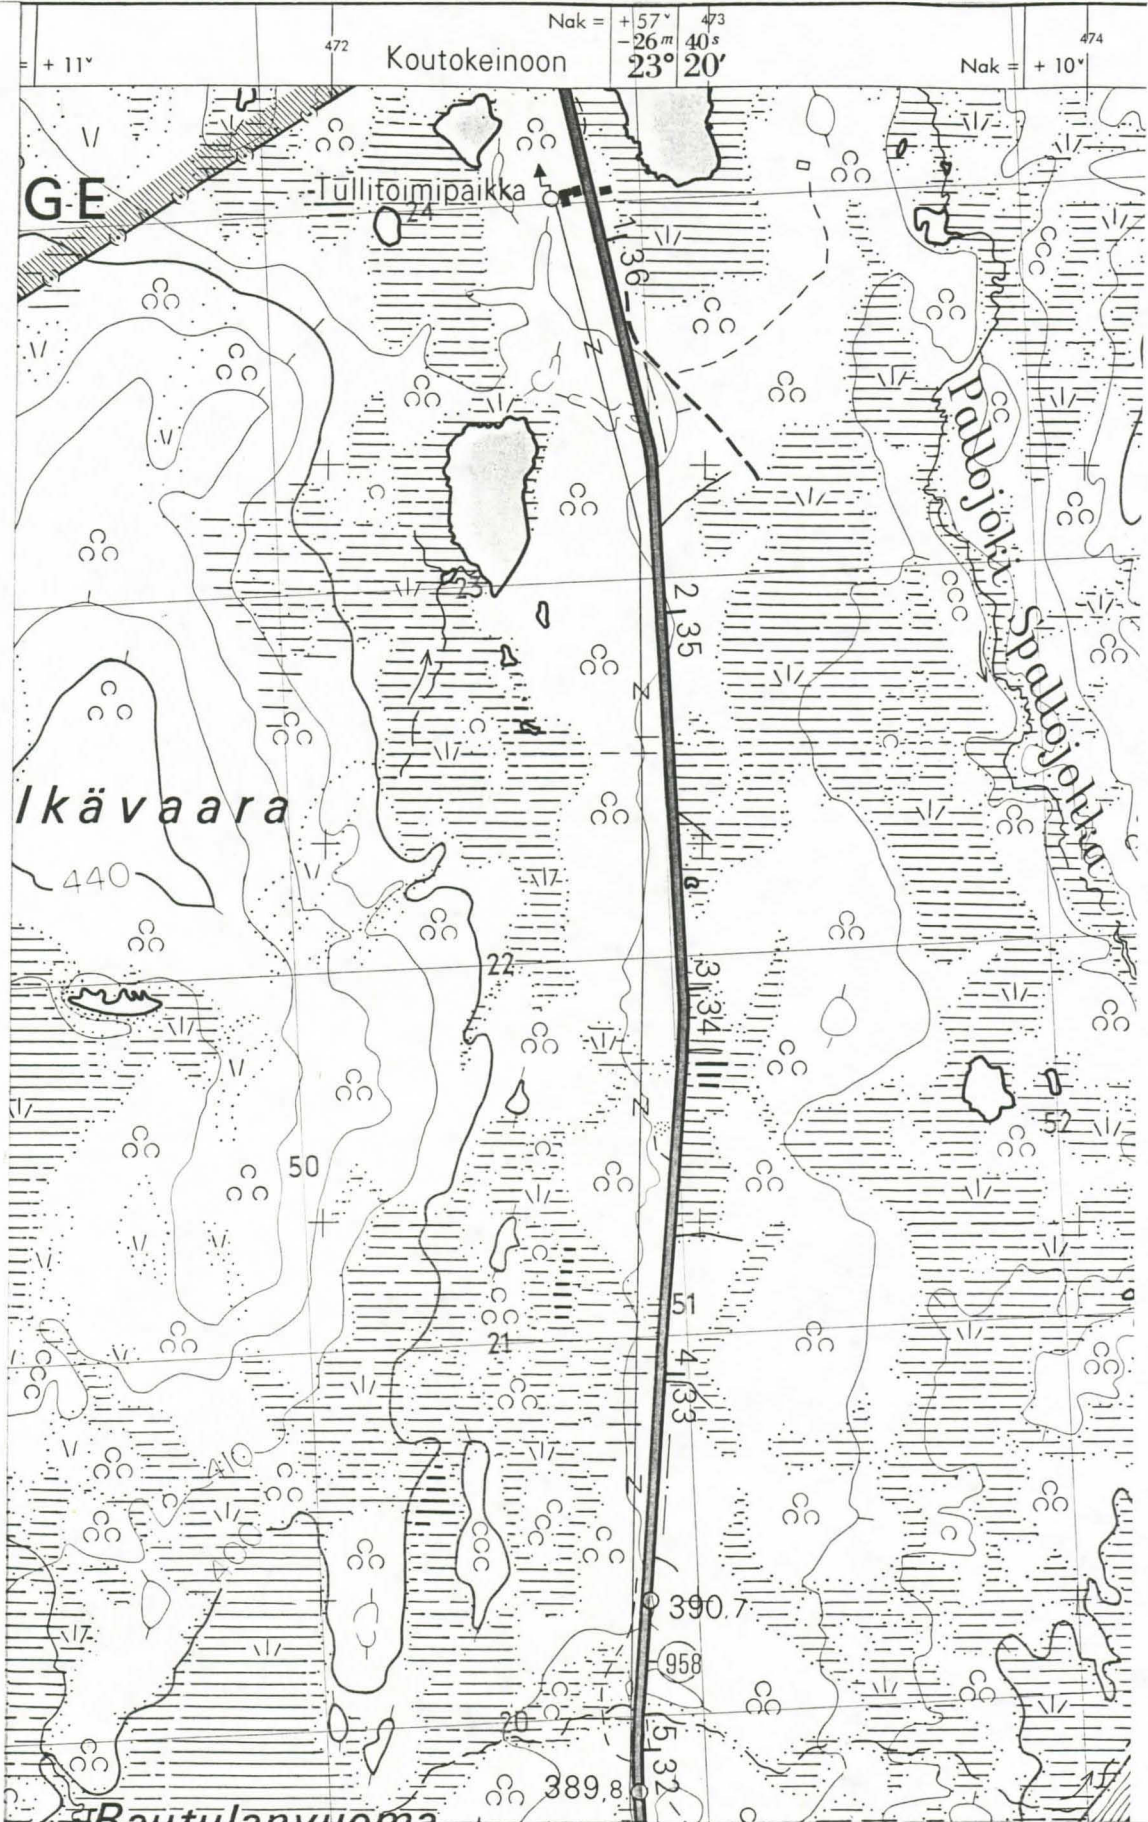 Nak = + 57ᵛ 473
472 -26ᵐ 40ˢ 474
= + 11ᵛ Koutokeinoon 23° 20′ Nak = + 10ᵛ
GE
Tullitoimipaikka
24
1 36
Pallojoki
23
2 35
Spallojohka
lkävaara
440
22
3 34
52
50
51
21
4 33
410
400
390.7
958
20
5 32
389.8
Rautulanvuoma